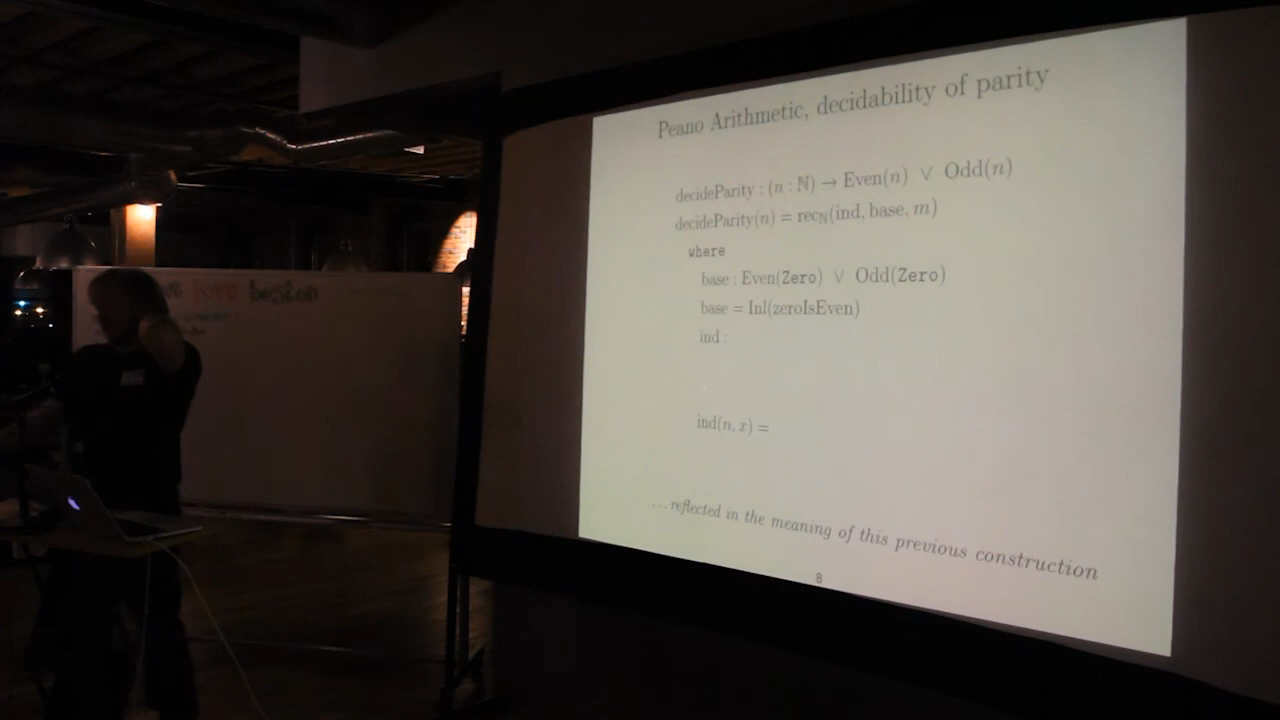 Peano Arithmetic, decidability of parity
decideParity : (n : ℕ) → Even(n) ∨ Odd(n)
decideParity(n) = recℕ(ind, base, m)
where
base : Even(Zero) ∨ Odd(Zero)
base = Inl(zeroIsEven)
ind :
ind(n, x) =
...reflected in the meaning of this previous construction
8